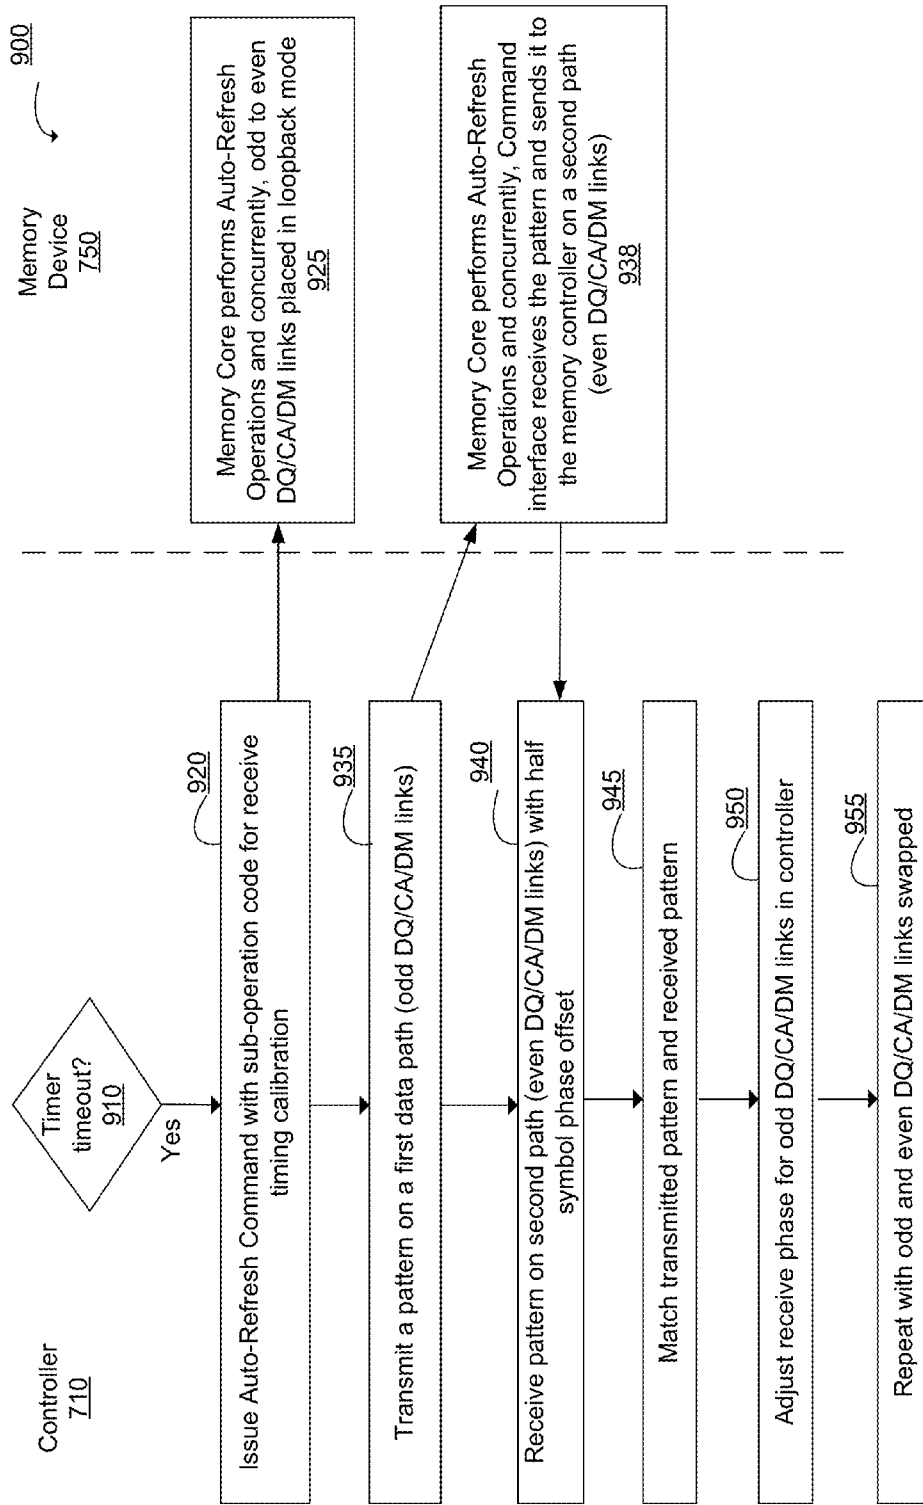 900
Controller
710
Memory
Device
750
Timer
timeout?
910
Yes
920
Issue Auto-Refresh Command with sub-operation code for receive
timing calibration
Memory Core performs Auto-Refresh
Operations and concurrently, odd to even
DQ/CA/DM links placed in loopback mode
925
935
Transmit a pattern on a first data path (odd DQ/CA/DM links)
Memory Core performs Auto-Refresh
Operations and concurrently, Command
interface receives the pattern and sends it to
the memory controller on a second path
(even DQ/CA/DM links)
938
940
Receive pattern on second path (even DQ/CA/DM links) with half
symbol phase offset
945
Match transmitted pattern and received pattern
950
Adjust receive phase for odd DQ/CA/DM links in controller
955
Repeat with odd and even DQ/CA/DM links swapped